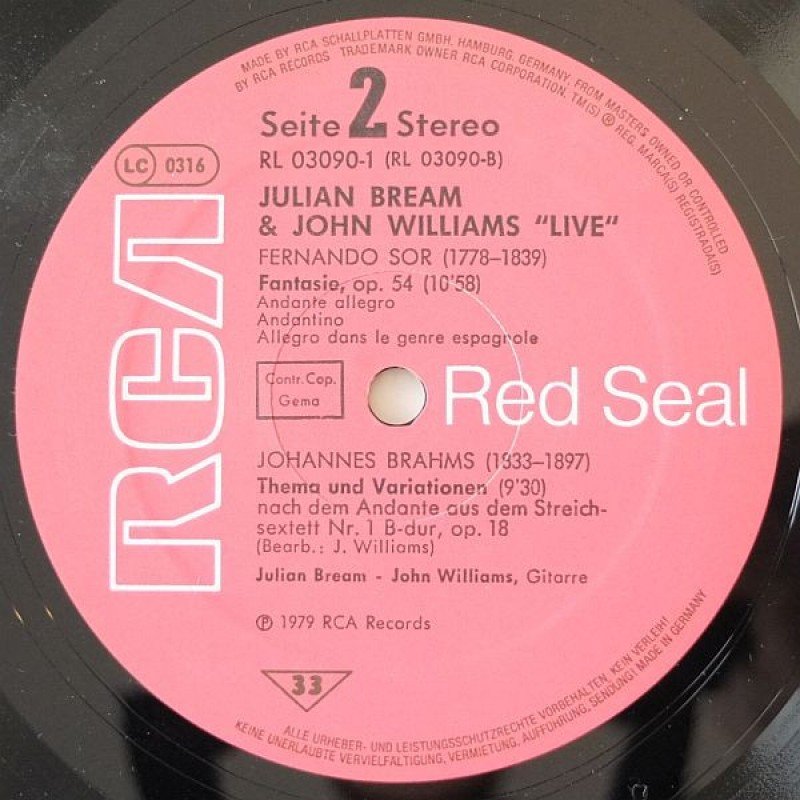 MADE BY RCA SCHALLPLATTEN GMBH, HAMBURG, GERMANY, FROM MASTERS OWNED OR CONTROLLED
BY RCA RECORDS TRADEMARK OWNER RCA CORPORATION. TM(S) ® REG. MARCA(S) REGISTRADA(S)
Seite 2 Stereo
RL 03090-1 (RL 03090-B)
LC 0316
JULIAN BREAM
& JOHN WILLIAMS "LIVE"
FERNANDO SOR (1778–1839)
Fantasie, op. 54 (10'58)
Andante allegro
Andantino
Allegro dans le genre espagnole
Contr. Cop.
Gema
RCA
Red Seal
JOHANNES BRAHMS (1833–1897)
Thema und Variationen (9'30)
nach dem Andante aus dem Streich-
sextett Nr. 1 B-dur, op. 18
(Bearb.: J. Williams)
Julian Bream - John Williams, Gitarre
℗ 1979 RCA Records
33
ALLE URHEBER- UND LEISTUNGSSCHUTZRECHTE VORBEHALTEN. KEIN VERLEIH!
KEINE UNERLAUBTE VERVIELFÄLTIGUNG, VERMIETUNG, AUFFÜHRUNG, SENDUNG! MADE IN GERMANY